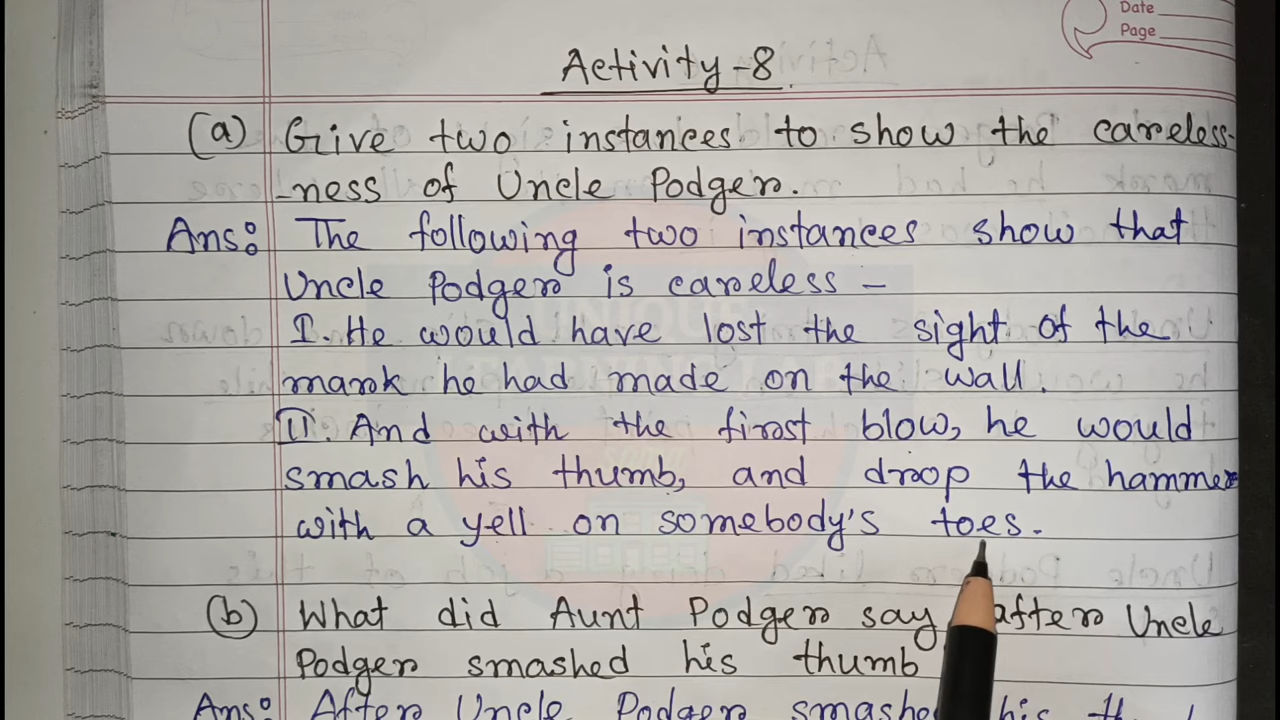 Date
Page
Activity-8
(a) Give two instances to show the careless-
-ness of Uncle Podger.
Ans: The following two instances show that
Uncle Podger is careless –
I. He would have lost the sight of the
mark he had made on the wall.
II. And with the first blow, he would
smash his thumb, and drop the hammer
with a yell on somebody's toes.
(b) What did Aunt Podger say after Uncle
Podger smashed his thumb
Ans: After Uncle Podger smashed his